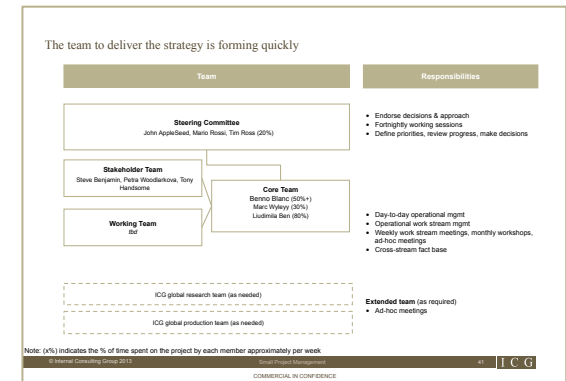 The team to deliver the strategy is forming quickly
Team
Responsibilities
Steering Committee
John AppleSeed, Mario Rossi, Tim Ross (20%)
• Endorse decisions & approach
• Fortnightly working sessions
• Define priorities, review progress, make decisions
Stakeholder Team
Steve Benjamin, Petra Woodlarkova, Tony
Handsome
Core Team
Benno Blanc (50%+)
Marc Wyleyy (30%)
Liudimila Ben (80%)
Working Team
tbd
• Day-to-day operational mgmt
• Operational work stream mgmt
• Weekly work stream meetings, monthly workshops,
ad-hoc meetings
• Cross-stream fact base
ICG global research team (as needed)
ICG global production team (as needed)
Extended team (as required)
• Ad-hoc meetings
Note: (x%) indicates the % of time spent on the project by each member approximately per week
© Internal Consulting Group 2013
Small Project Management
41
ICG
COMMERCIAL IN CONFIDENCE